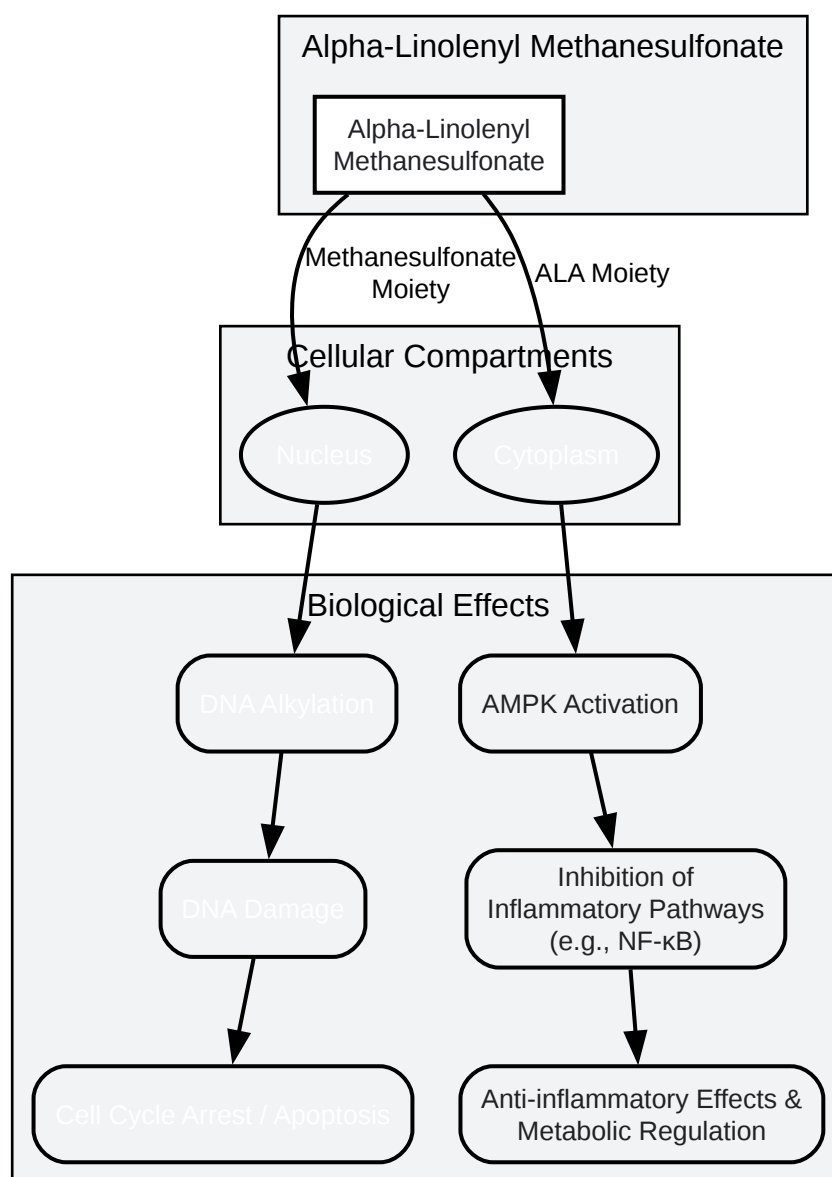 Alpha-Linolenyl Methanesulfonate
Alpha-Linolenyl
Methanesulfonate
Methanesulfonate
Moiety
ALA Moiety
Cellular Compartments
Nucleus
Cytoplasm
Biological Effects
DNA Alkylation
AMPK Activation
DNA Damage
Inhibition of
Inflammatory Pathways
(e.g., NF-κB)
Cell Cycle Arrest / Apoptosis
Anti-inflammatory Effects &
Metabolic Regulation